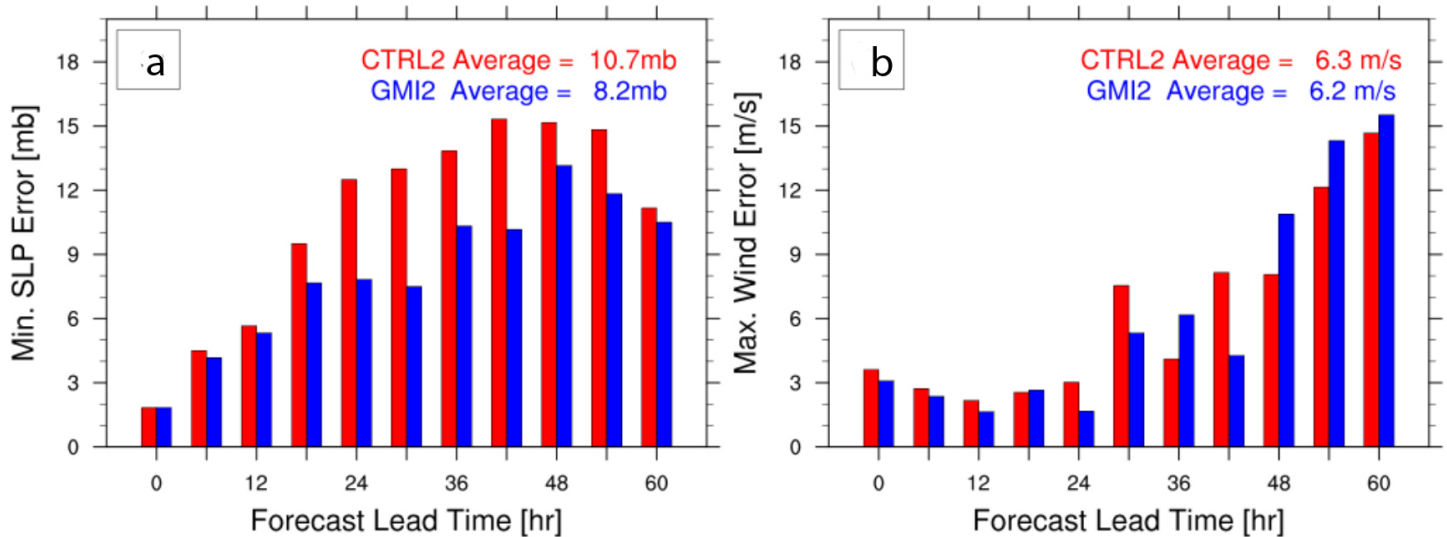 a
CTRL2 Average = 10.7mb
GMI2 Average = 8.2mb
Min. SLP Error [mb]
18
15
12
9
6
3
0
0 12 24 36 48 60
Forecast Lead Time [hr]
b
CTRL2 Average = 6.3 m/s
GMI2 Average = 6.2 m/s
Max. Wind Error [m/s]
18
15
12
9
6
3
0
0 12 24 36 48 60
Forecast Lead Time [hr]